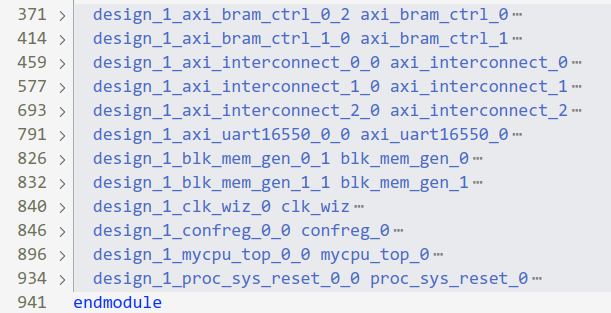 371 > design_1_axi_bram_ctrl_0_2 axi_bram_ctrl_0 ⋯
414 > design_1_axi_bram_ctrl_1_0 axi_bram_ctrl_1 ⋯
459 > design_1_axi_interconnect_0_0 axi_interconnect_0 ⋯
577 > design_1_axi_interconnect_1_0 axi_interconnect_1 ⋯
693 > design_1_axi_interconnect_2_0 axi_interconnect_2 ⋯
791 > design_1_axi_uart16550_0_0 axi_uart16550_0 ⋯
826 > design_1_blk_mem_gen_0_1 blk_mem_gen_0 ⋯
832 > design_1_blk_mem_gen_1_1 blk_mem_gen_1 ⋯
840 > design_1_clk_wiz_0 clk_wiz ⋯
846 > design_1_confreg_0_0 confreg_0 ⋯
896 > design_1_mycpu_top_0_0 mycpu_top_0 ⋯
934 > design_1_proc_sys_reset_0_0 proc_sys_reset_0 ⋯
941 endmodule